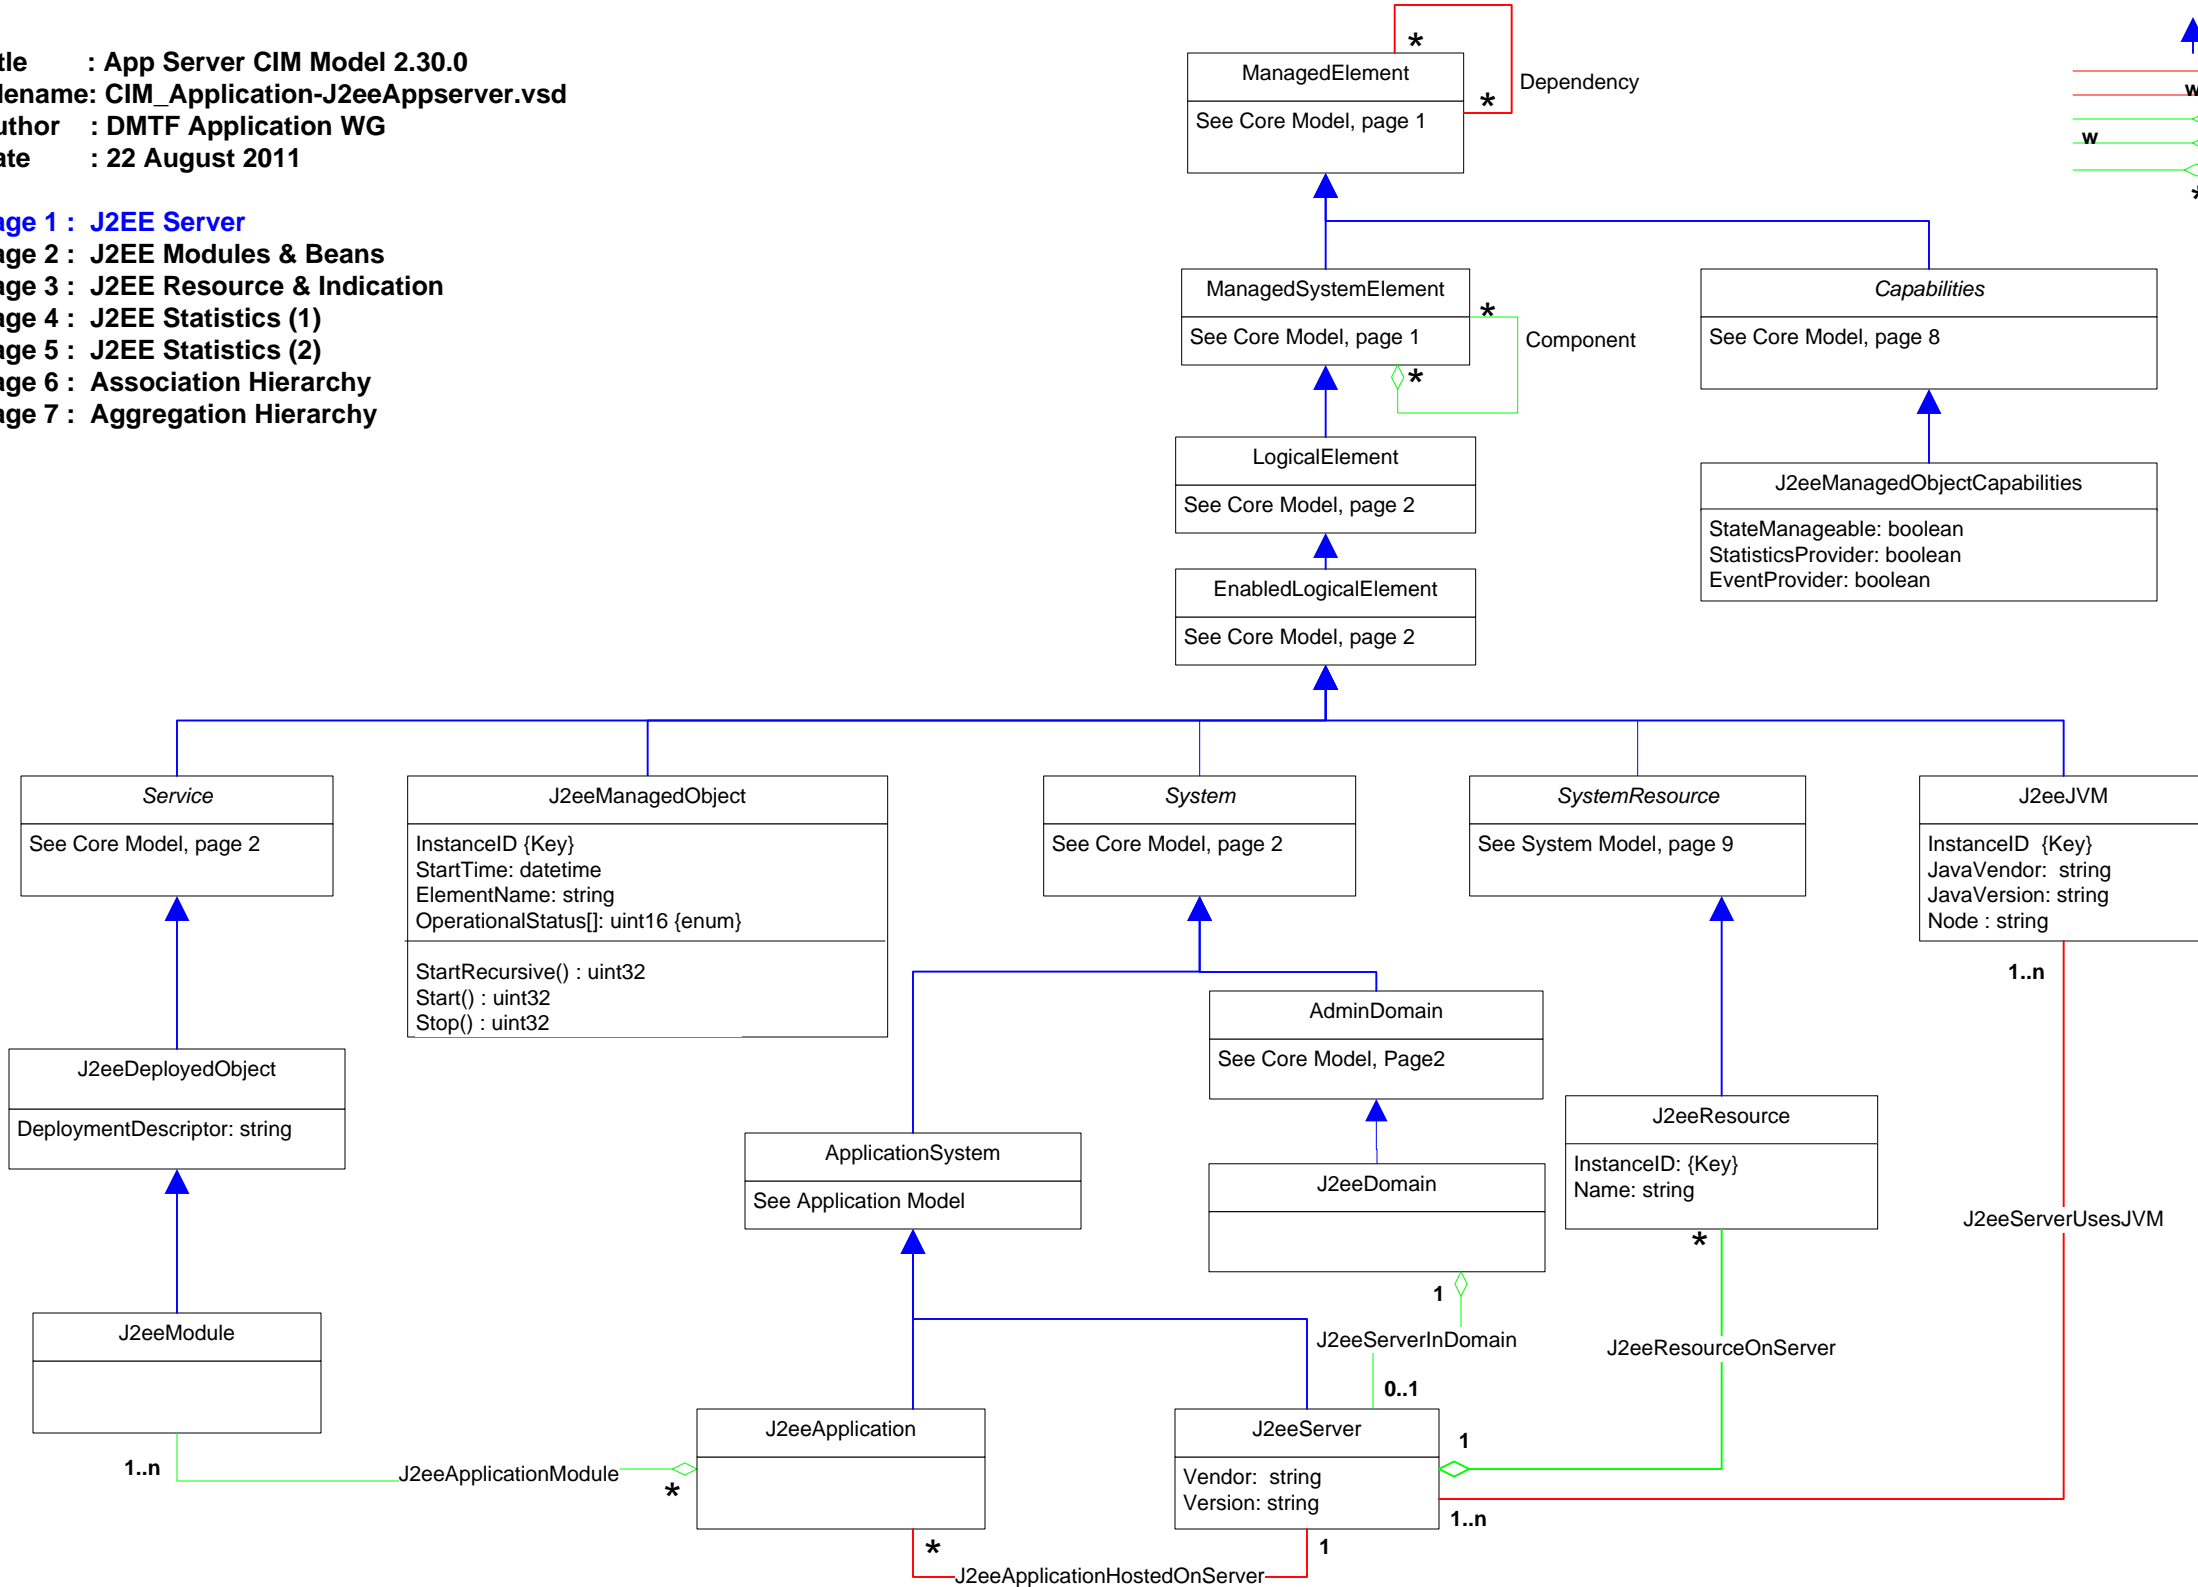 tle : App Server CIM Model 2.30.0
lename: CIM_Application-J2eeAppserver.vsd
uthor : DMTF Application WG
ate : 22 August 2011
age 1 : J2EE Server
age 2 : J2EE Modules & Beans
age 3 : J2EE Resource & Indication
age 4 : J2EE Statistics (1)
age 5 : J2EE Statistics (2)
age 6 : Association Hierarchy
age 7 : Aggregation Hierarchy
*
ManagedElement
Dependency
*
See Core Model, page 1
w
w
*
ManagedSystemElement
*
See Core Model, page 1
Component
*
Capabilities
See Core Model, page 8
LogicalElement
See Core Model, page 2
J2eeManagedObjectCapabilities
StateManageable: boolean
StatisticsProvider: boolean
EventProvider: boolean
EnabledLogicalElement
See Core Model, page 2
Service
See Core Model, page 2
J2eeManagedObject
InstanceID {Key}
StartTime: datetime
ElementName: string
OperationalStatus[]: uint16 {enum}
StartRecursive() : uint32
Start() : uint32
Stop() : uint32
System
See Core Model, page 2
SystemResource
See System Model, page 9
J2eeJVM
InstanceID {Key}
JavaVendor: string
JavaVersion: string
Node : string
1..n
AdminDomain
See Core Model, Page2
J2eeDeployedObject
DeploymentDescriptor: string
ApplicationSystem
See Application Model
J2eeDomain
J2eeResource
InstanceID: {Key}
Name: string
*
J2eeServerUsesJVM
1
J2eeServerInDomain
0..1
J2eeResourceOnServer
J2eeModule
1..n
J2eeApplicationModule
*
J2eeApplication
J2eeServer
Vendor: string
Version: string
1
1..n
*
1
J2eeApplicationHostedOnServer